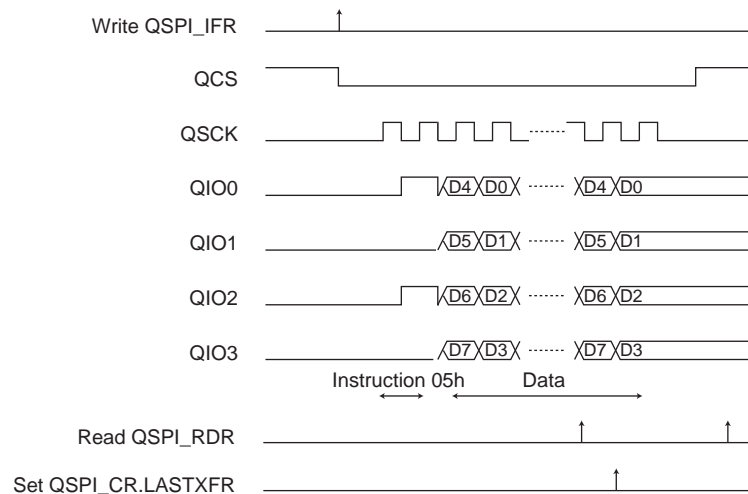 Write QSPI_IFR
QCS
QSCK
QIO0 D4 D0 D4 D0
QIO1 D5 D1 D5 D1
QIO2 D6 D2 D6 D2
QIO3 D7 D3 D7 D3
Instruction 05h Data
Read QSPI_RDR
Set QSPI_CR.LASTXFR